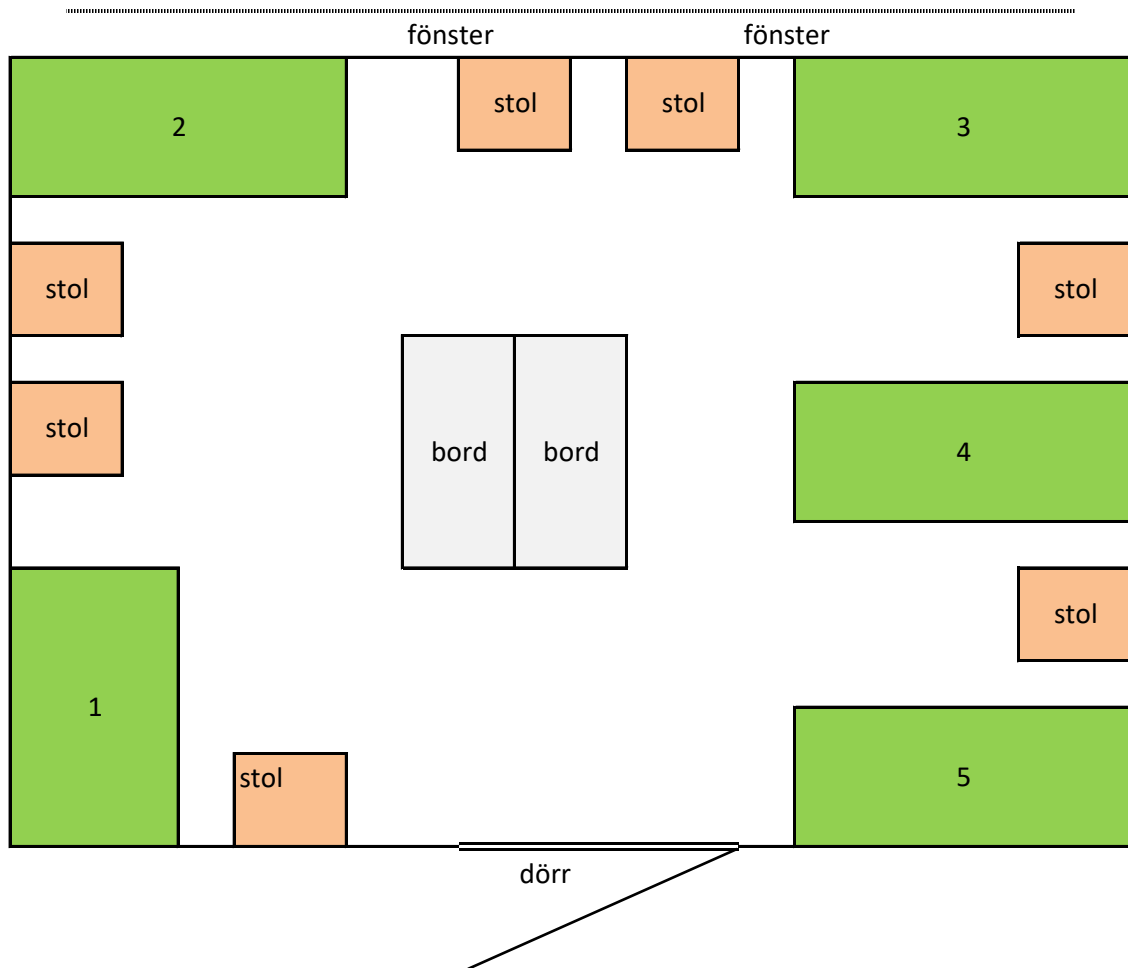 fönster fönster
2 stol stol 3
stol stol
stol
bord bord 4
stol
1
stol 5
dörr